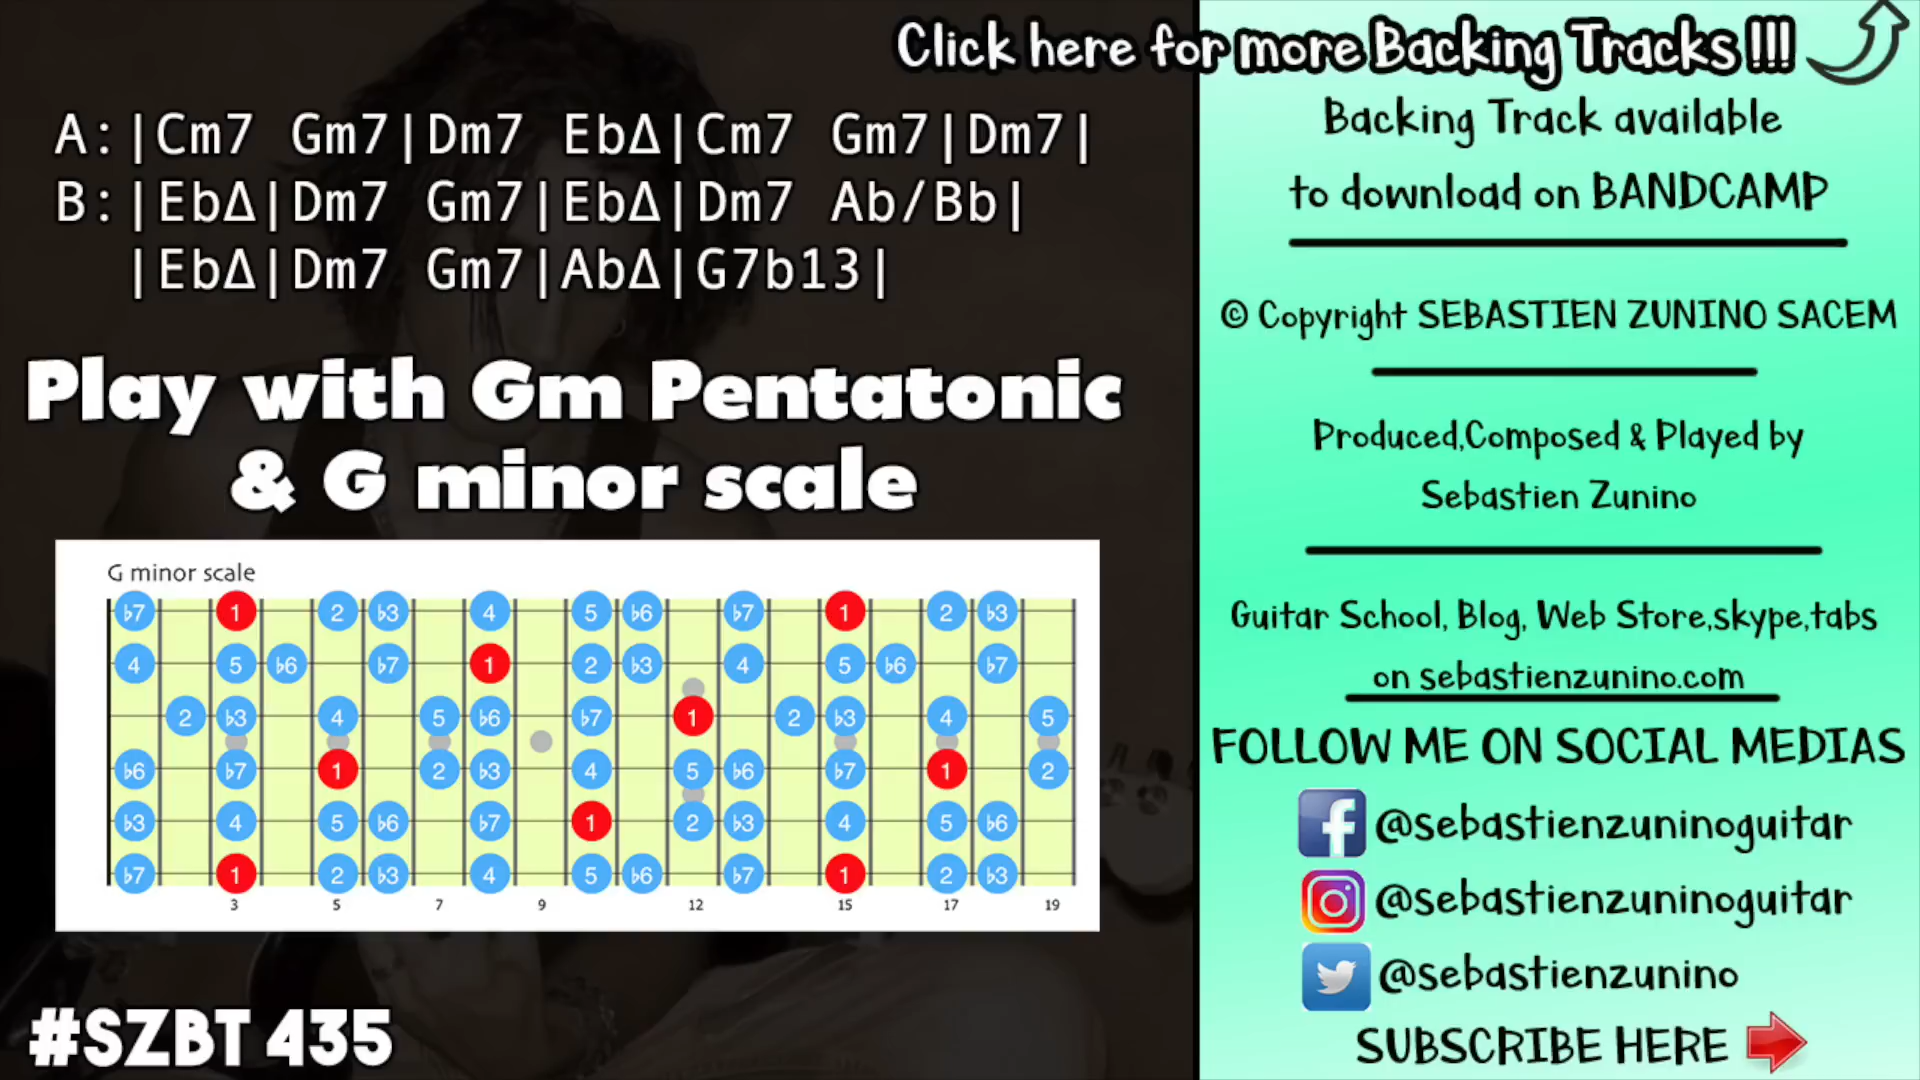 Click here for more Backing Tracks !!!
A:|Cm7 Gm7|Dm7 EbΔ|Cm7 Gm7|Dm7|
B:|EbΔ|Dm7 Gm7|EbΔ|Dm7 Ab/Bb|
|EbΔ|Dm7 Gm7|AbΔ|G7b13|
Play with Gm Pentatonic
& G minor scale
G minor scale
♭7 1 2 ♭3 4 5 ♭6 ♭7 1 2 ♭3
4 5 ♭6 ♭7 1 2 ♭3 4 5 ♭6 ♭7
2 ♭3 4 5 ♭6 ♭7 1 2 ♭3 4 5
♭6 ♭7 1 2 ♭3 4 5 ♭6 ♭7 1 2
♭3 4 5 ♭6 ♭7 1 2 ♭3 4 5 ♭6
♭7 1 2 ♭3 4 5 ♭6 ♭7 1 2 ♭3
3 5 7 9 12 15 17 19
#SZBT 435
Backing Track available
to download on BANDCAMP
© Copyright SEBASTIEN ZUNINO SACEM
Produced,Composed & Played by
Sebastien Zunino
Guitar School, Blog, Web Store,skype,tabs
on sebastienzunino.com
FOLLOW ME ON SOCIAL MEDIAS
f @sebastienzuninoguitar
@sebastienzuninoguitar
@sebastienzunino
SUBSCRIBE HERE